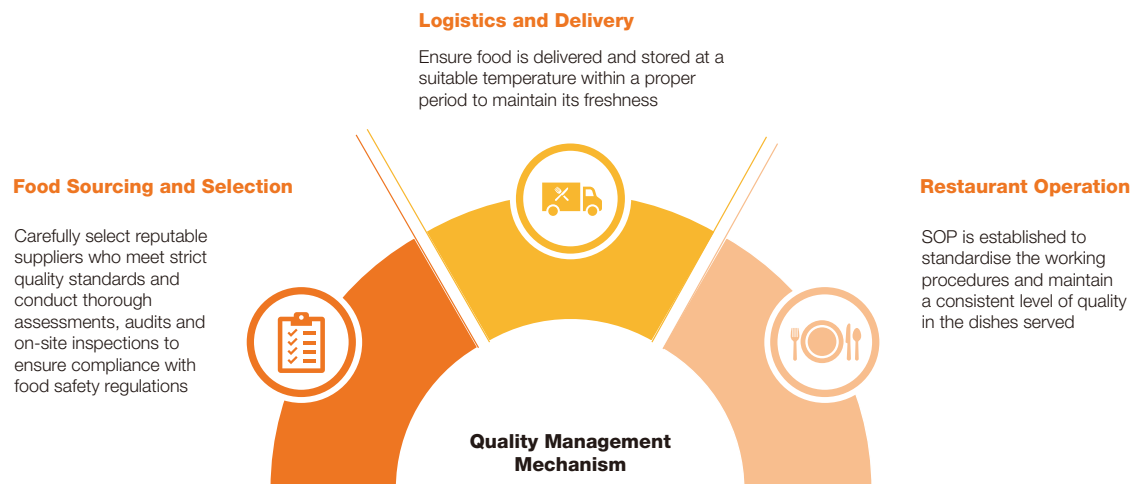 Logistics and Delivery
Ensure food is delivered and stored at a
suitable temperature within a proper
period to maintain its freshness
Food Sourcing and Selection
Carefully select reputable
suppliers who meet strict
quality standards and
conduct thorough
assessments, audits and
on-site inspections to
ensure compliance with
food safety regulations
Restaurant Operation
SOP is established to
standardise the working
procedures and maintain
a consistent level of quality
in the dishes served
Quality Management
Mechanism